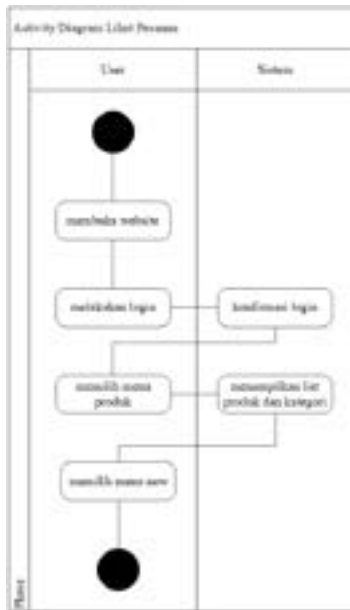 Activity Diagram Lihat Pesanan
User
Sistem
membuka website
melakukan login
konfirmasi login
memilih menu
produk
menampilkan list
produk dan kategori
memilih menu
Phase